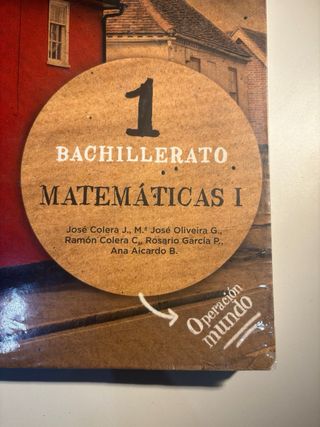 1
BACHILLERATO
MATEMÁTICAS I
José Colera J., M.ª José Oliveira G.,
Ramón Colera C., Rosario García P.,
Ana Aicardo B.
Operación
mundo